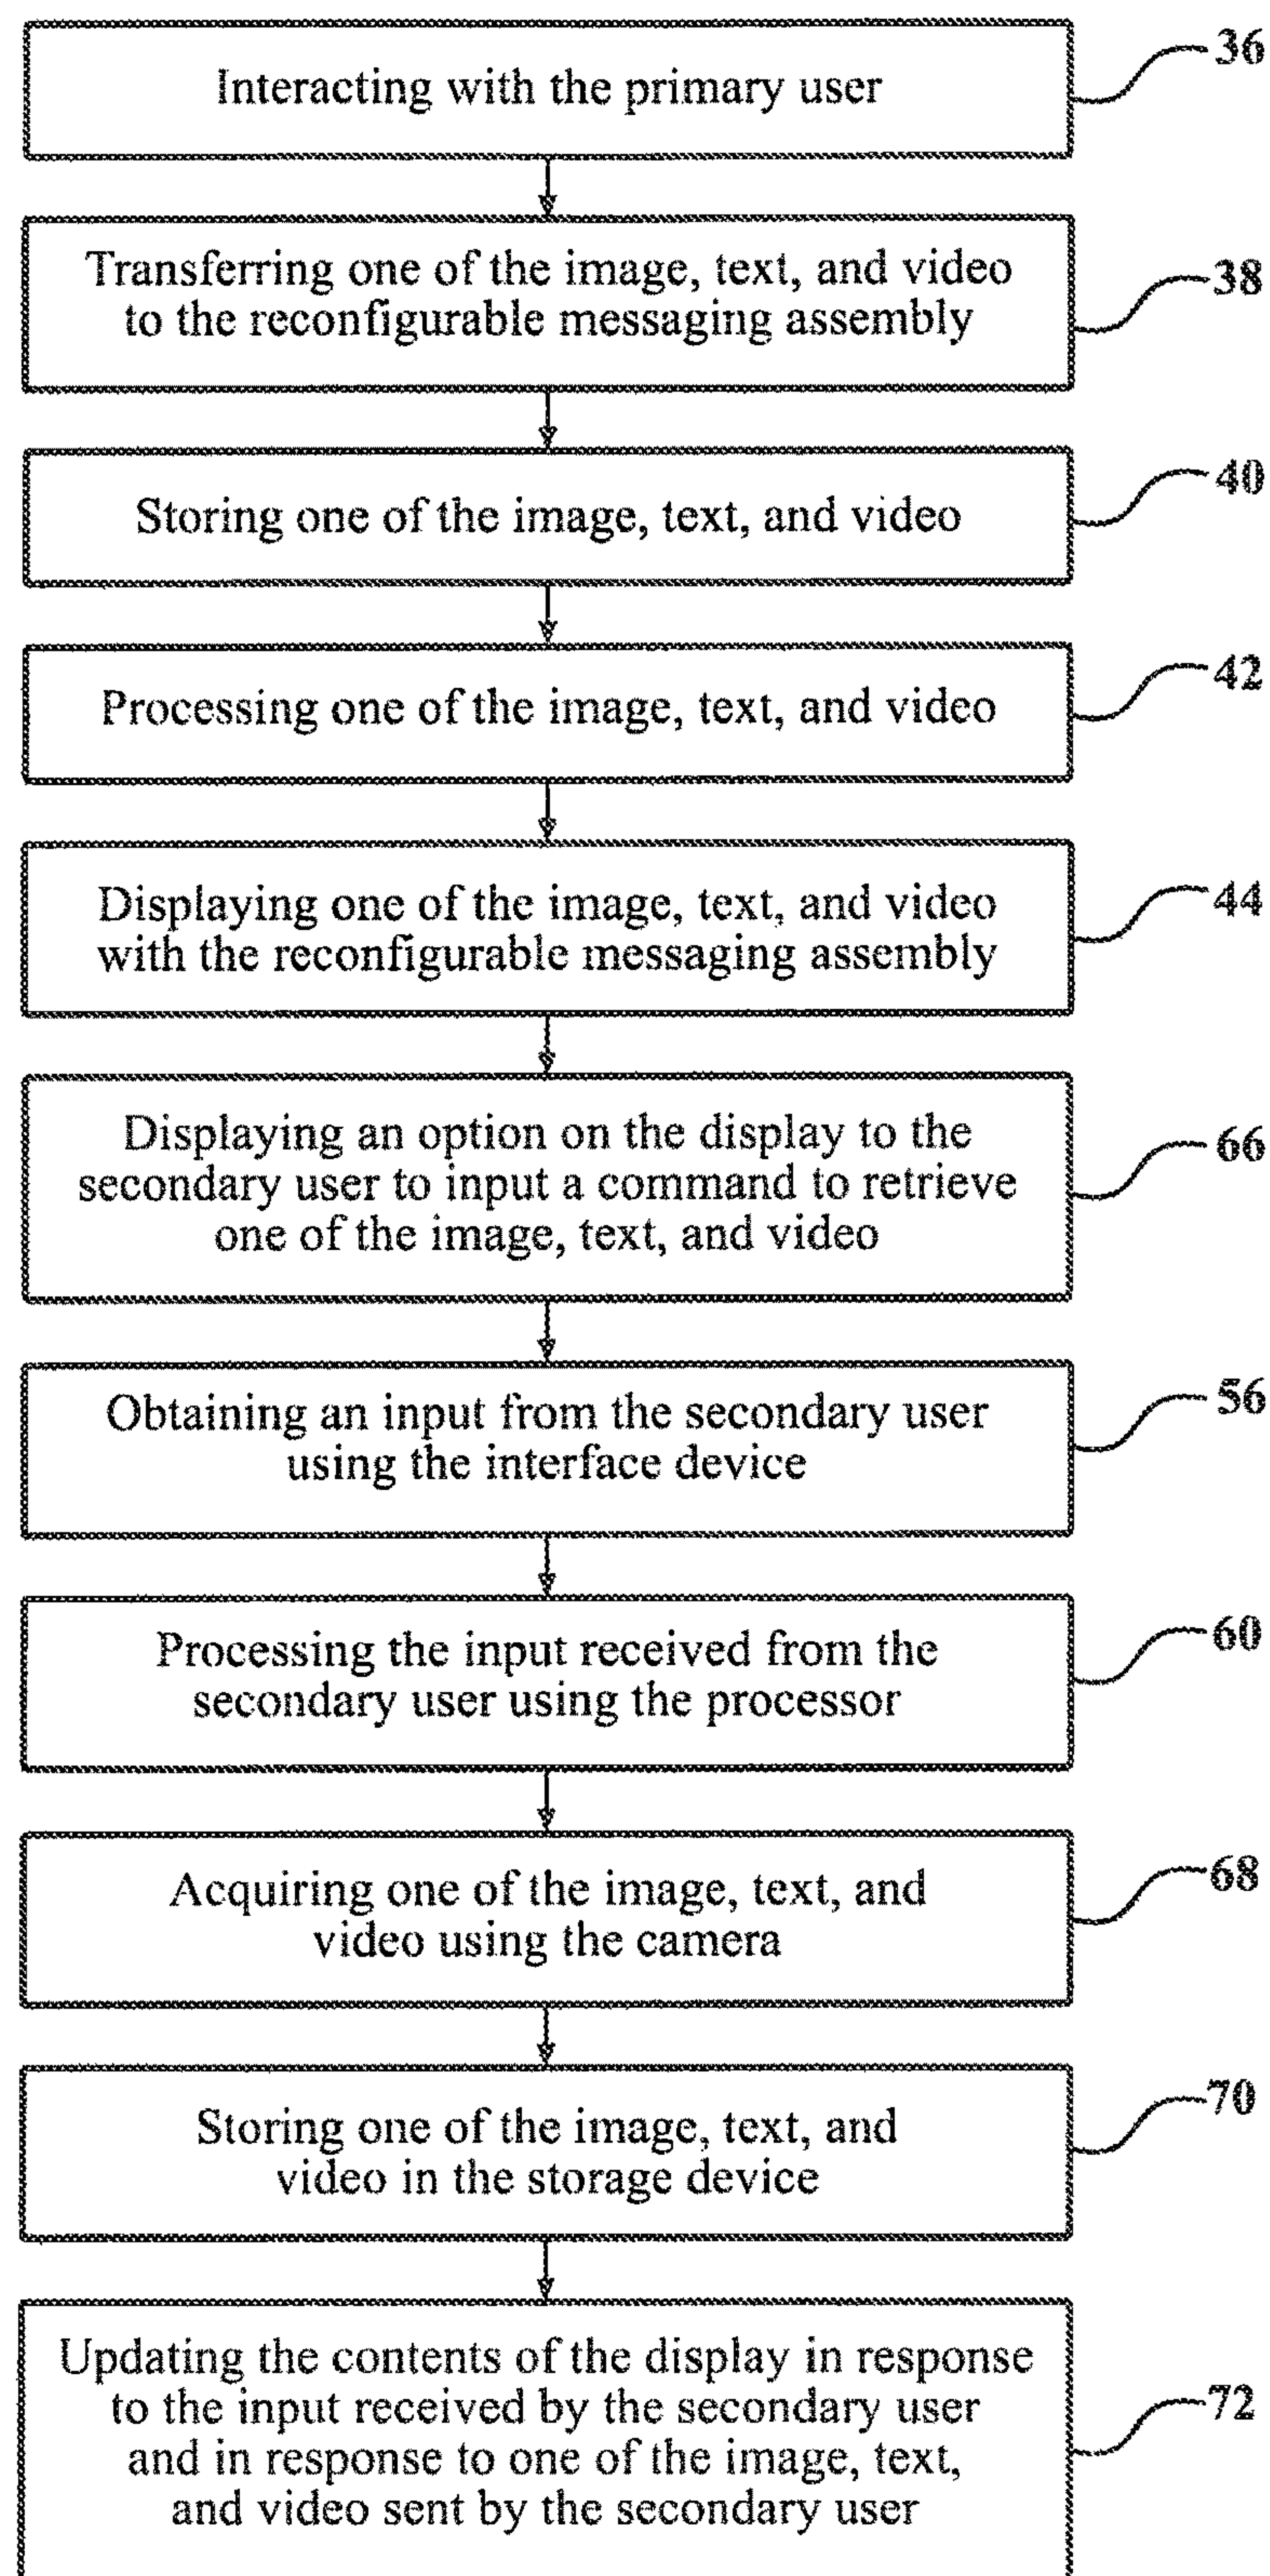 Interacting with the primary user
36
Transferring one of the image, text, and video
to the reconfigurable messaging assembly
38
Storing one of the image, text, and video
40
Processing one of the image, text, and video
42
Displaying one of the image, text, and video
with the reconfigurable messaging assembly
44
Displaying an option on the display to the
secondary user to input a command to retrieve
one of the image, text, and video
66
Obtaining an input from the secondary user
using the interface device
56
Processing the input received from the
secondary user using the processor
60
Acquiring one of the image, text, and
video using the camera
68
Storing one of the image, text, and
video in the storage device
70
Updating the contents of the display in response
to the input received by the secondary user
and in response to one of the image, text,
and video sent by the secondary user
72